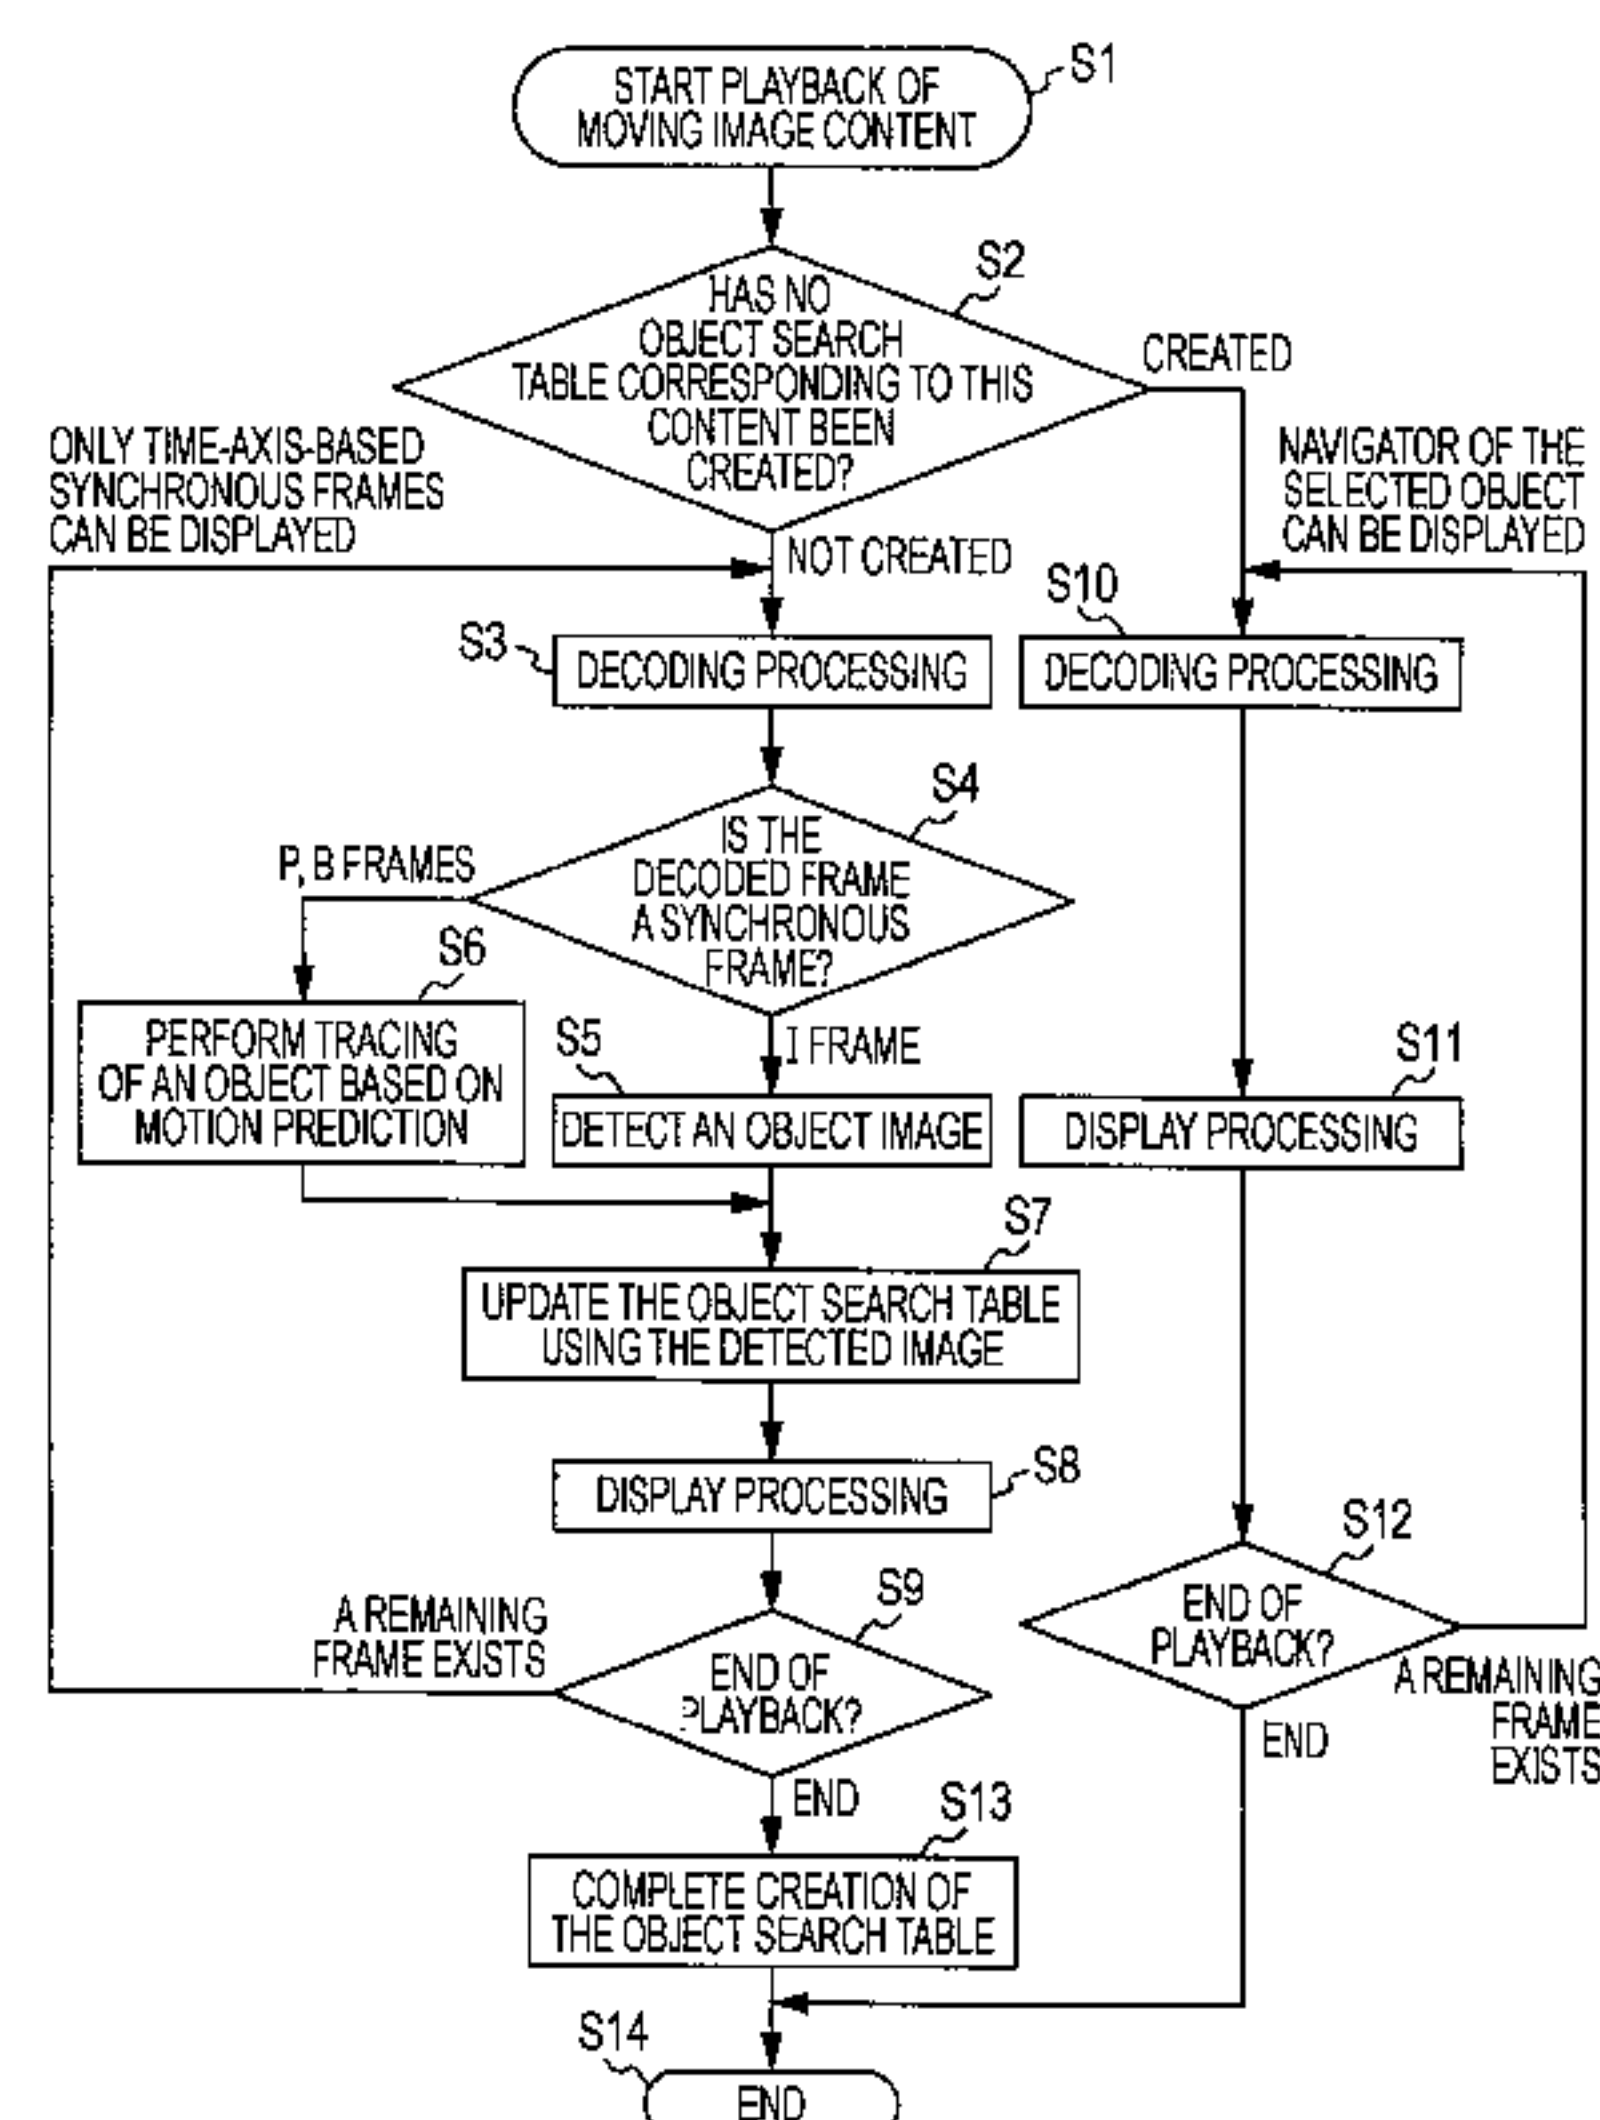 S1
START PLAYBACK OF
MOVING IMAGE CONTENT
S2
HAS NO
OBJECT SEARCH
TABLE CORRESPONDING TO THIS
CONTENT BEEN
CREATED?
CREATED
ONLY TIME-AXIS-BASED
SYNCHRONOUS FRAMES
CAN BE DISPLAYED
NAVIGATOR OF THE
SELECTED OBJECT
CAN BE DISPLAYED
NOT CREATED
S3
DECODING PROCESSING
S10
DECODING PROCESSING
S4
IS THE
DECODED FRAME
A SYNCHRONOUS
FRAME?
P, B FRAMES
S6
PERFORM TRACING
OF AN OBJECT BASED ON
MOTION PREDICTION
I FRAME
S5
DETECT AN OBJECT IMAGE
S11
DISPLAY PROCESSING
S7
UPDATE THE OBJECT SEARCH TABLE
USING THE DETECTED IMAGE
S8
DISPLAY PROCESSING
S9
END OF
PLAYBACK?
A REMAINING
FRAME EXISTS
S12
END OF
PLAYBACK?
A REMAINING
FRAME
EXISTS
END
END
S13
COMPLETE CREATION OF
THE OBJECT SEARCH TABLE
S14
END